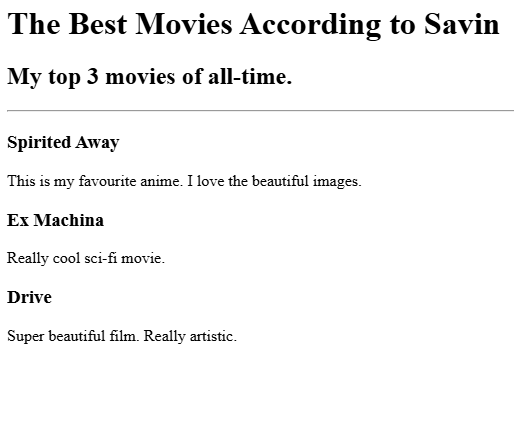 The Best Movies According to Savin
My top 3 movies of all-time.
Spirited Away
This is my favourite anime. I love the beautiful images.
Ex Machina
Really cool sci-fi movie.
Drive
Super beautiful film. Really artistic.